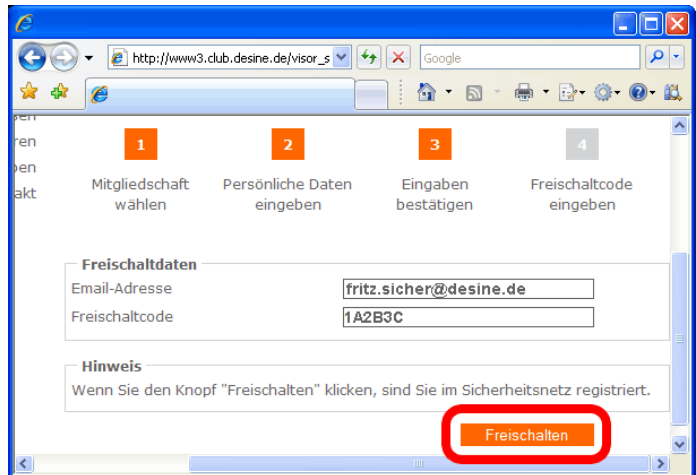 http://www3.club.desine.de/visor_s
Google
ren
ben
akt
1 2 3 4
Mitgliedschaft wählen
Persönliche Daten eingeben
Eingaben bestätigen
Freischaltcode eingeben
Freischaltdaten
Email-Adresse fritz.sicher@desine.de
Freischaltcode 1A2B3C
Hinweis
Wenn Sie den Knopf "Freischalten" klicken, sind Sie im Sicherheitsnetz registriert.
Freischalten